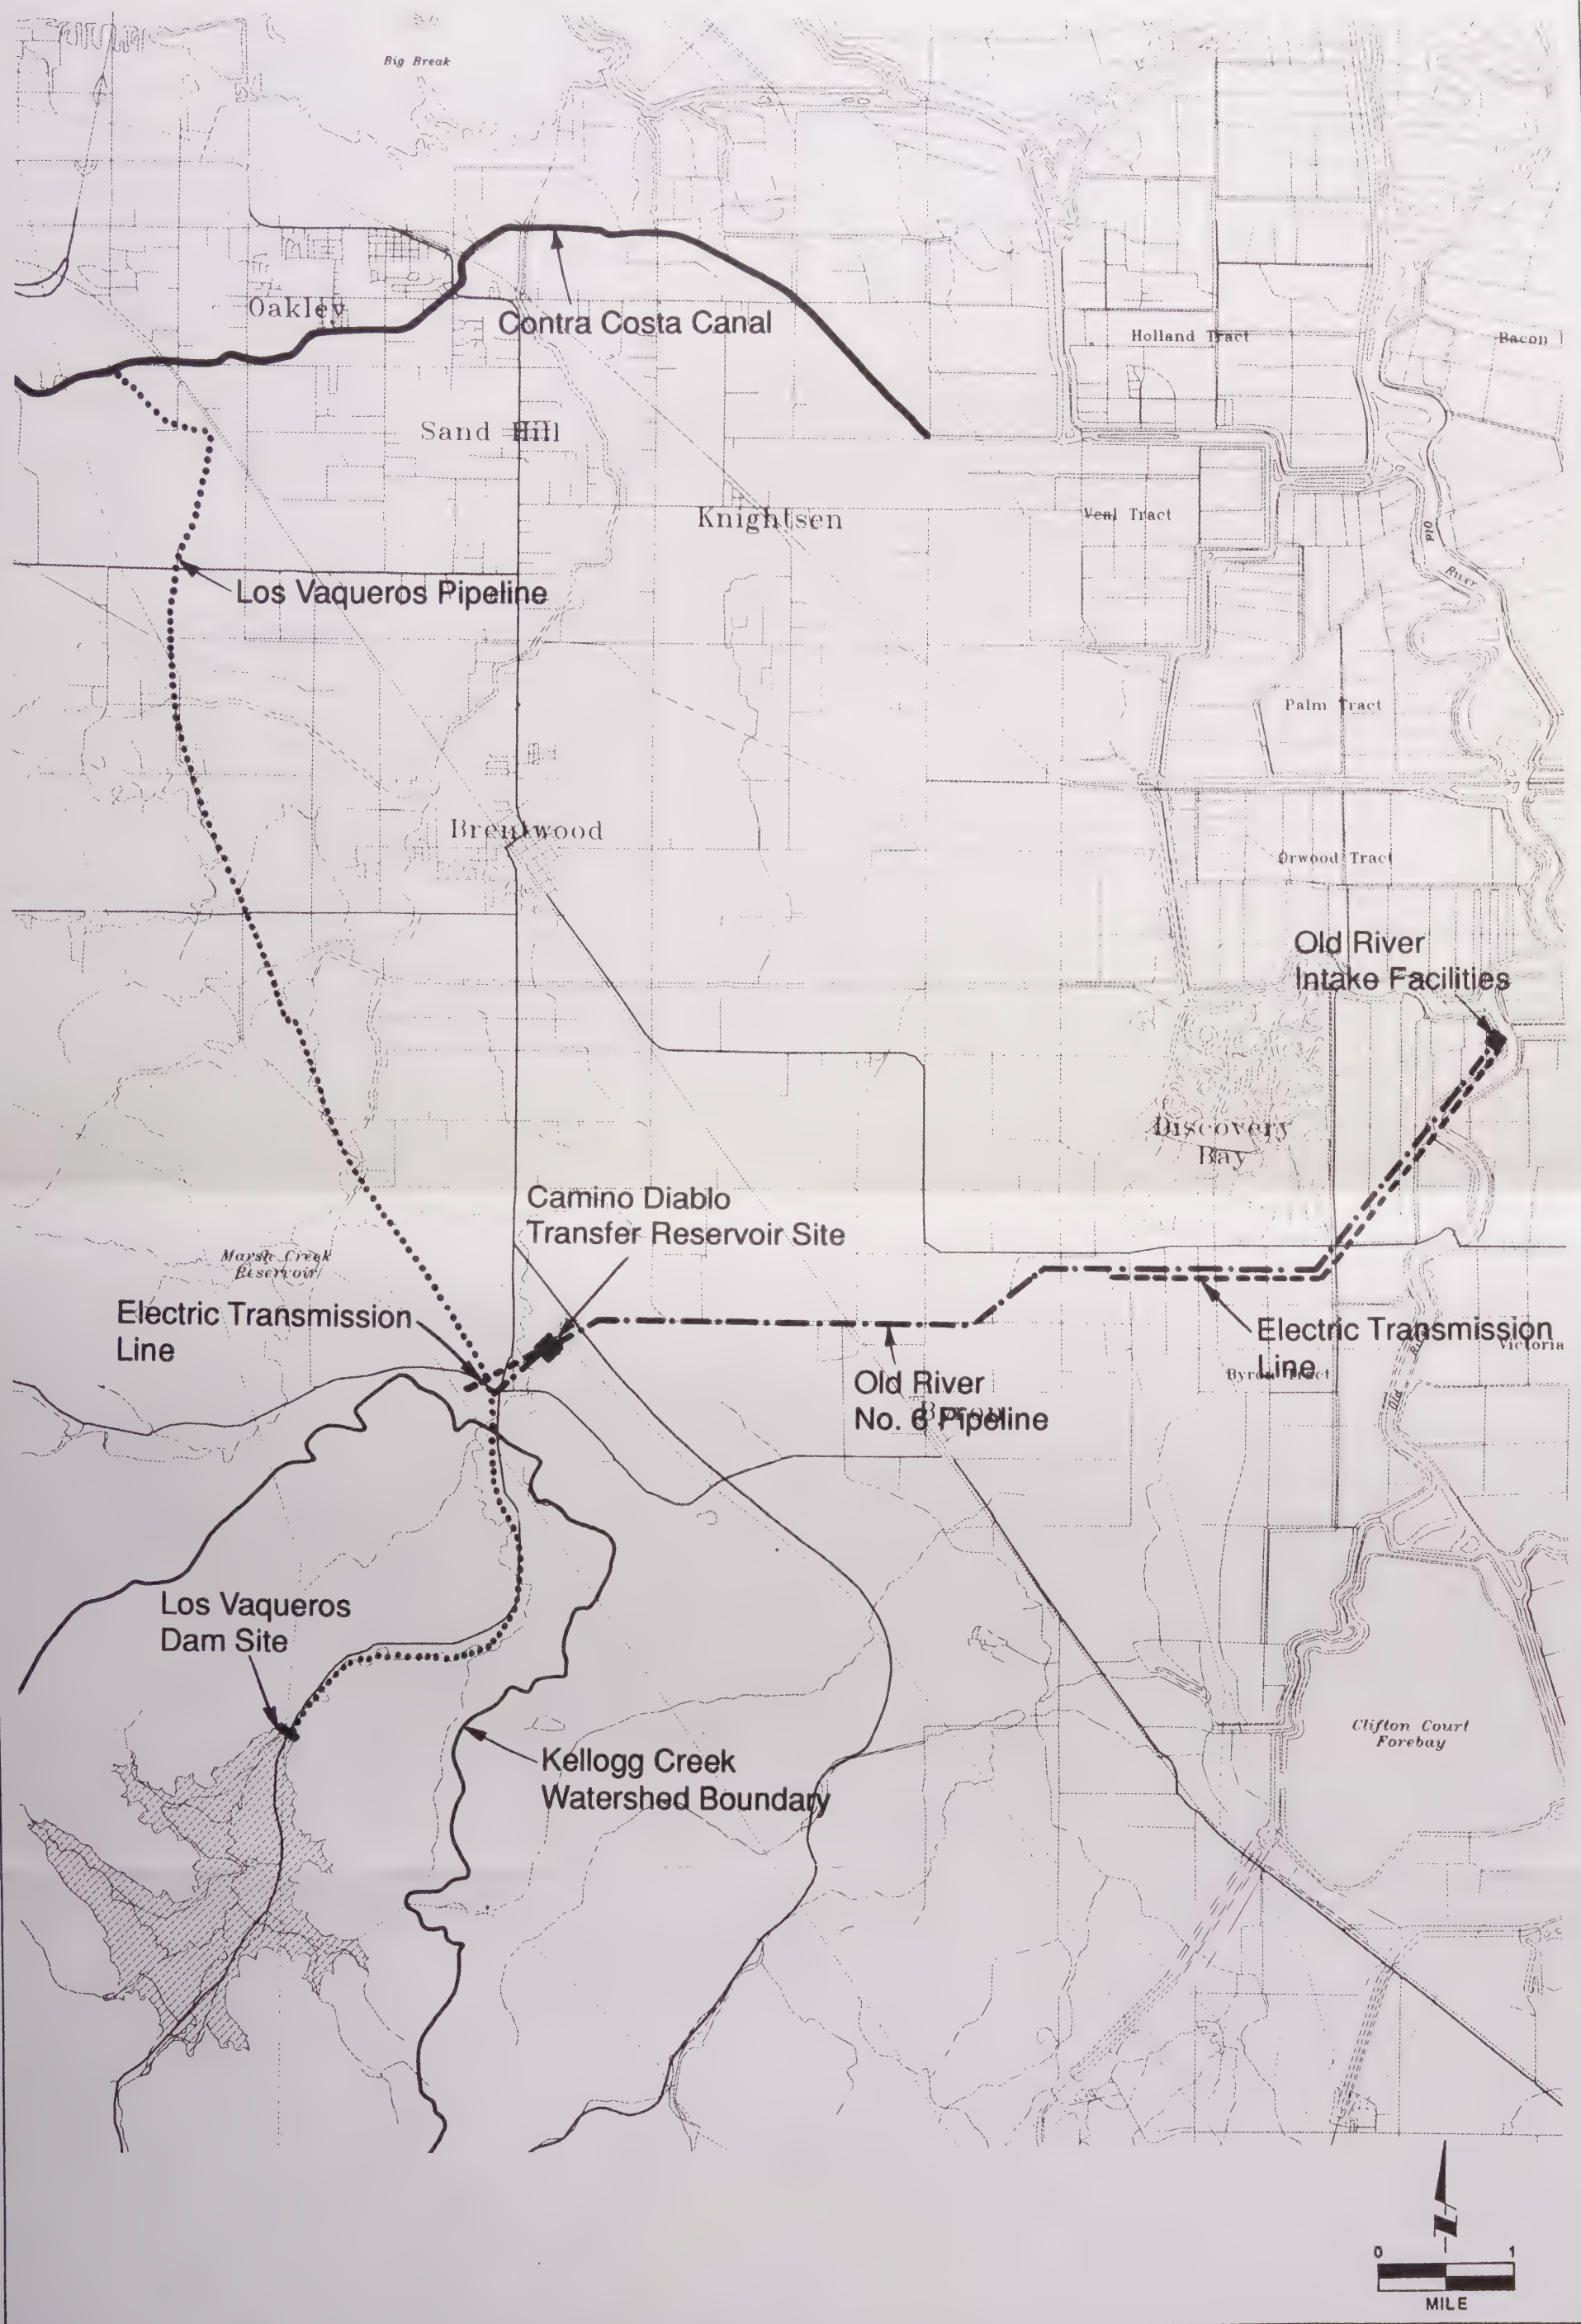 Big Break
Oakley
Contra Costa Canal
Holland Tract
Bacon
Sand Hill
Knightsen
Veal Tract
Old
River
Los Vaqueros Pipeline
Palm Tract
Brentwood
Orwood Tract
Old River
Intake Facilities
Discovery
Bay
Camino Diablo
Transfer Reservoir Site
Marsh Creek
Reservoir
Electric Transmission
Line
Electric Transmission
Line
Victoria
Byron Tract
Old River
No. 6 Pipeline
Byron
Old
Los Vaqueros
Dam Site
Kellogg Creek
Watershed Boundary
Clifton Court
Forebay
N
0 1
MILE